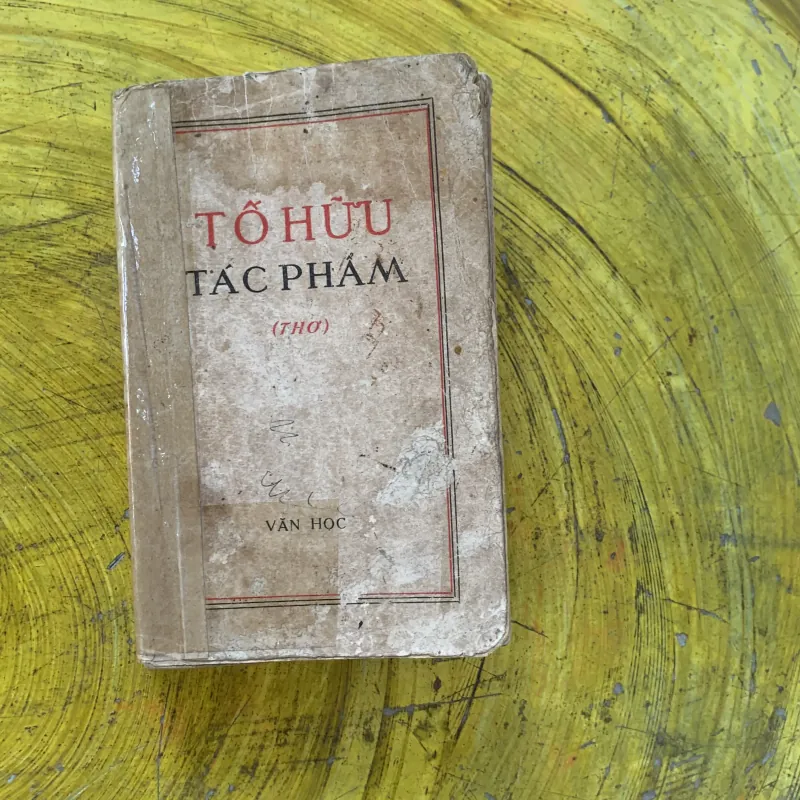 TỐ HỮU
TÁC PHẨM
(THƠ)
VĂN HỌC